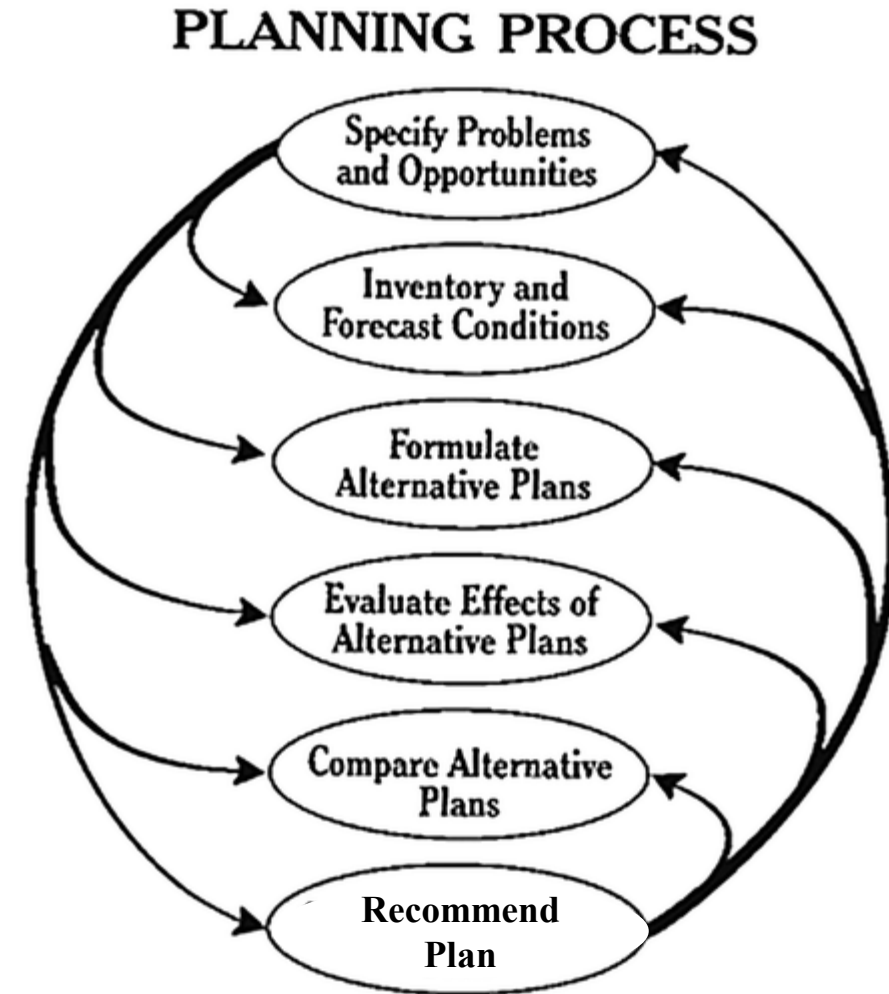 PLANNING PROCESS
Specify Problems
and Opportunities
Inventory and
Forecast Conditions
Formulate
Alternative Plans
Evaluate Effects of
Alternative Plans
Compare Alternative
Plans
Recommend
Plan